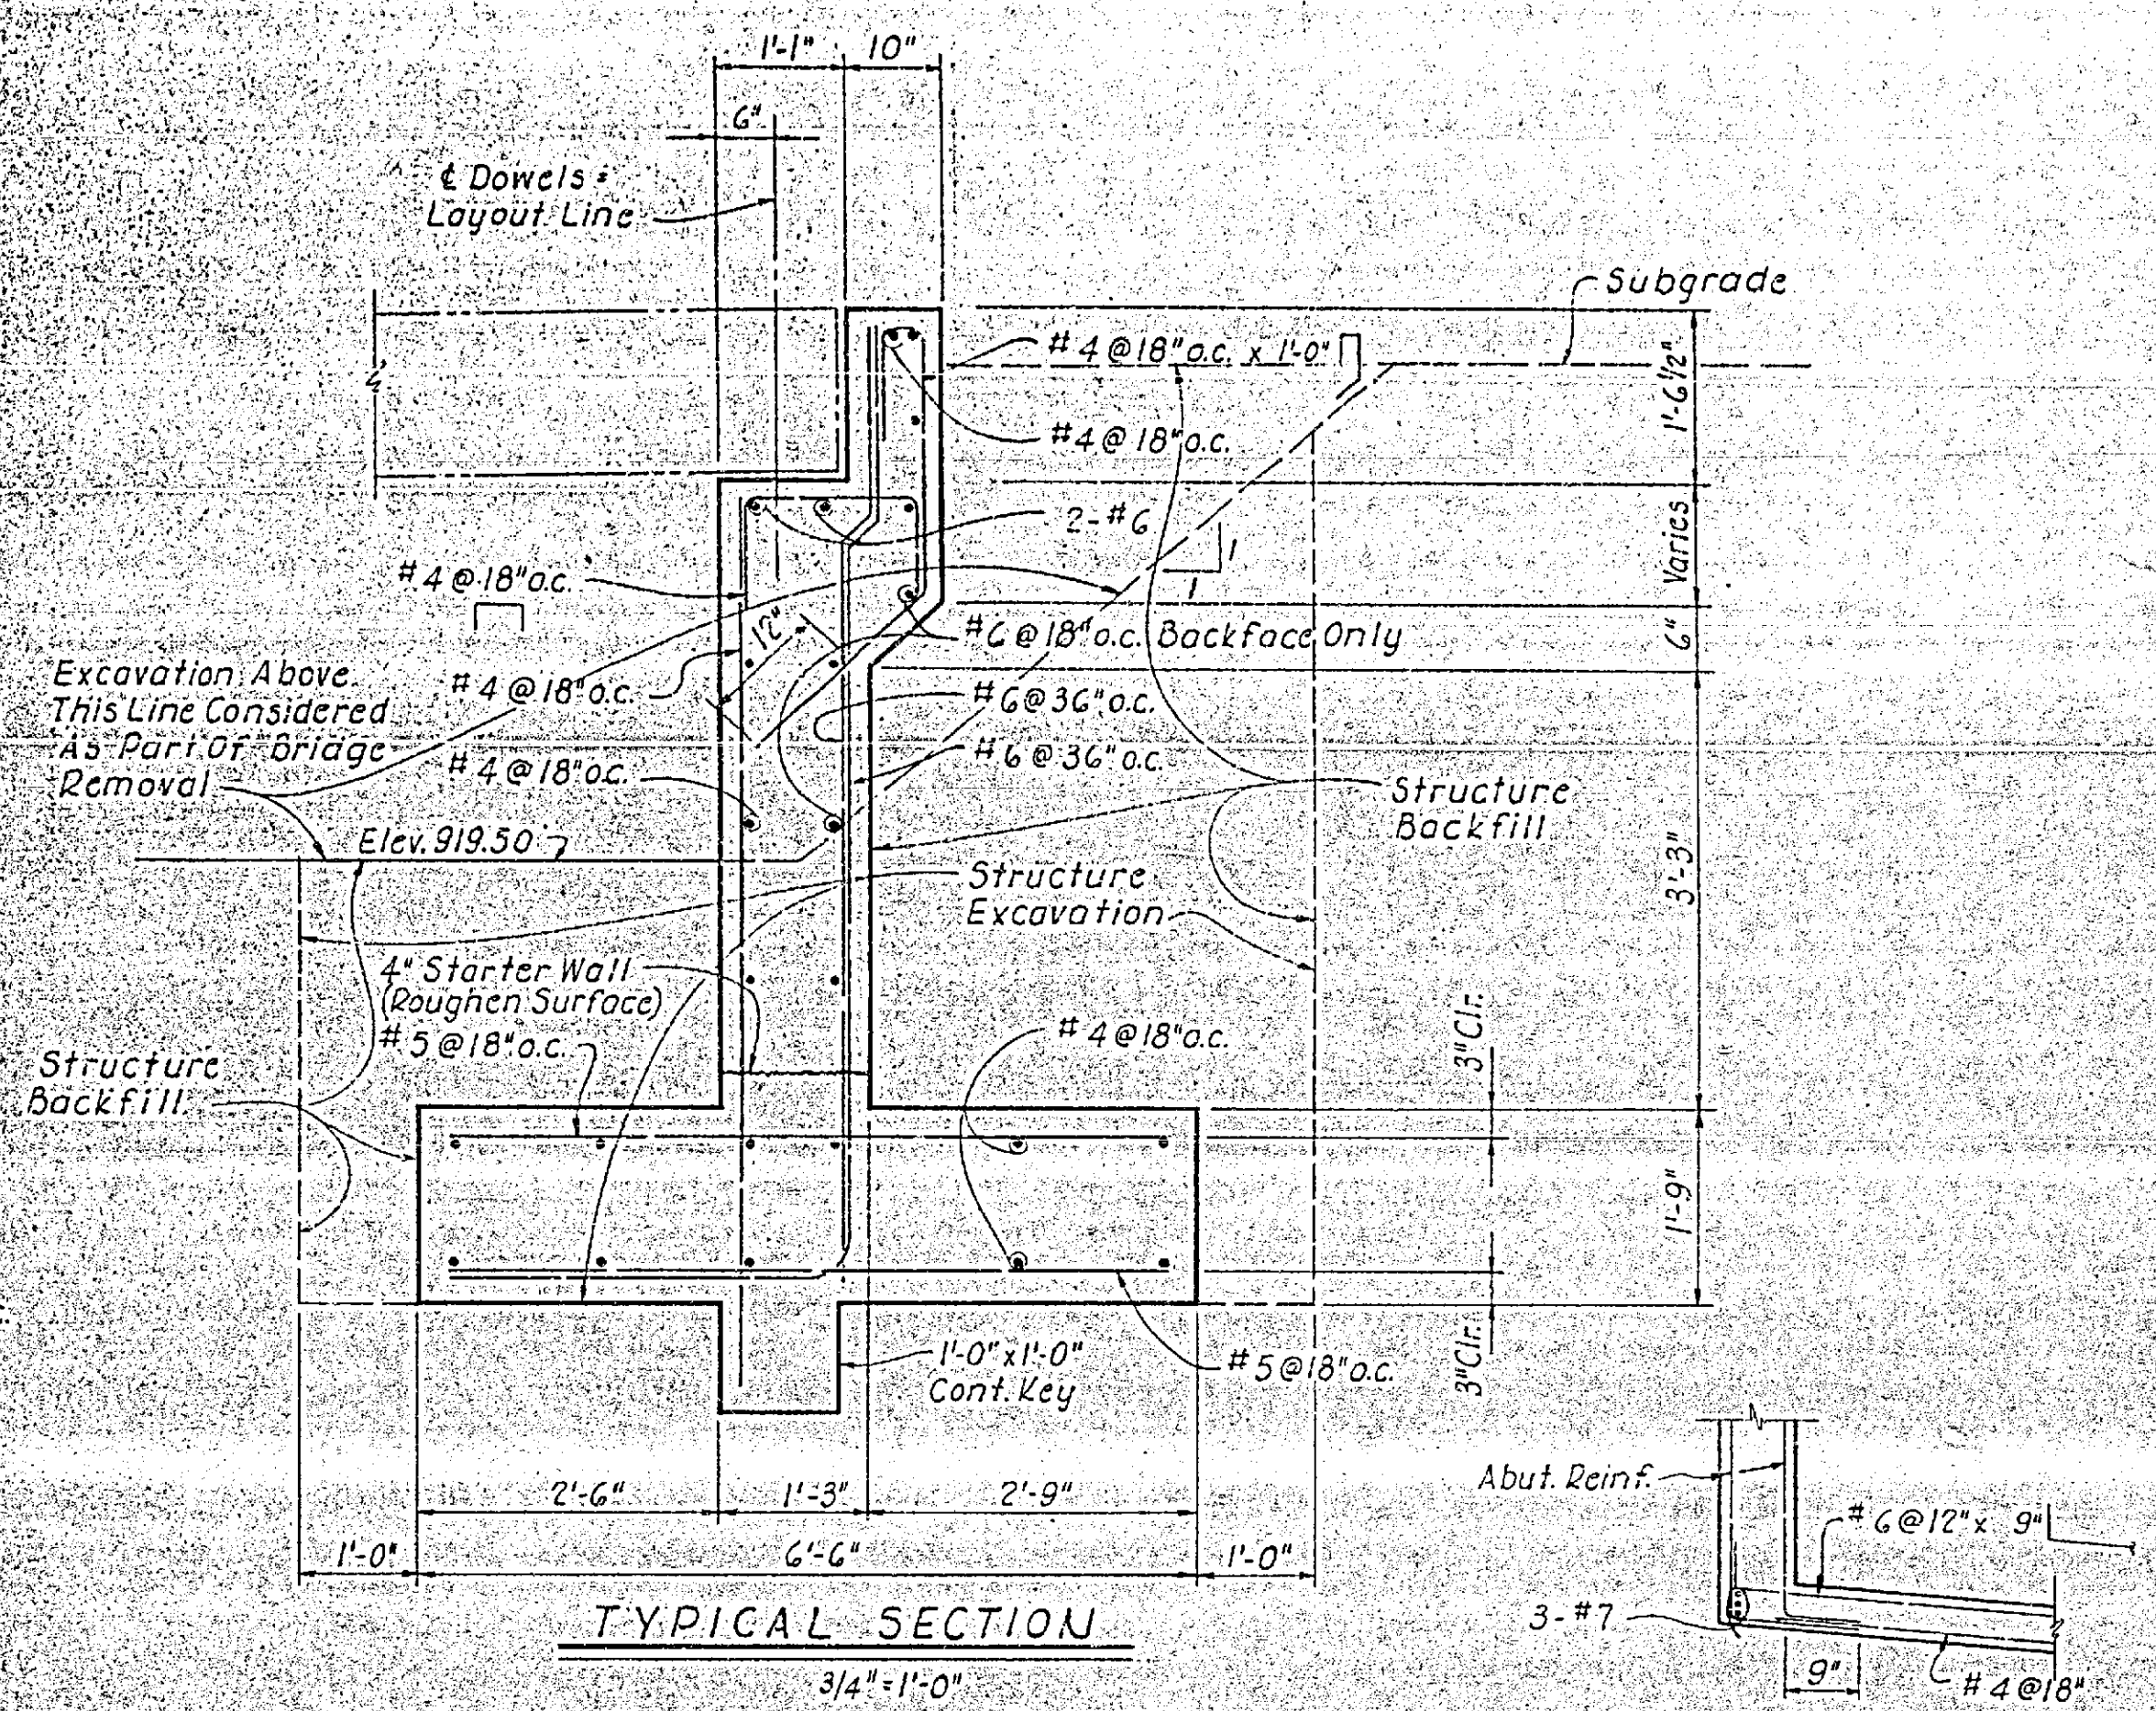 1'-1"
10"
6"
℄ Dowels =
Layout Line
Subgrade
#4@18"o.c. x 1'-0"
1'-6½"
#4@18"o.c.
2-#6
Varies
1
1
#4@18"o.c.
12"
#6@18"o.c. Backface Only
6"
Excavation Above
This Line Considered
As Part Of Bridge
Removal
#4@18"o.c.
#6@36"o.c.
#4@18"o.c.
#6@36"o.c.
Structure
Backfill
Elev. 919.50
3'-3"
Structure
Excavation
4" Starter Wall
(Roughen Surface)
#5@18"o.c.
#4@18"o.c.
3"Clr.
Structure
Backfill
1'-9"
1'-0"x1'-0"
Cont. Key
#5@18"o.c.
3"Clr.
2'-6"
1'-3"
2'-9"
1'-0"
6'-6"
1'-0"
Abut. Reinf.
#6@12"x 9"
3-#7
9"
#4@18"
TYPICAL SECTION
3/4"=1'-0"